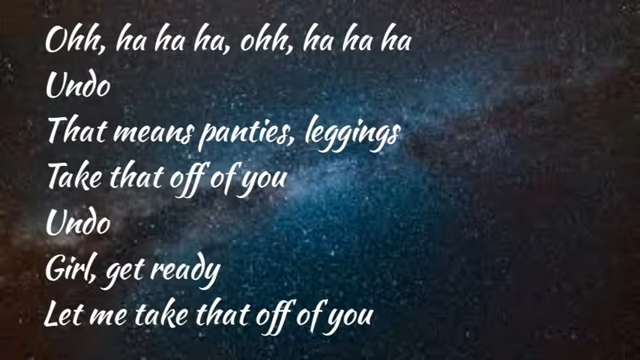 Ohh, ha ha ha, ohh, ha ha ha
Undo
That means panties, leggings
Take that off of you
Undo
Girl, get ready
Let me take that off of you